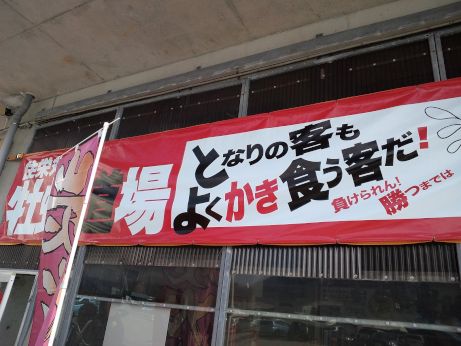 牡
場
となりの客も
よくかき食う客だ!
負けられん!
勝つまでは